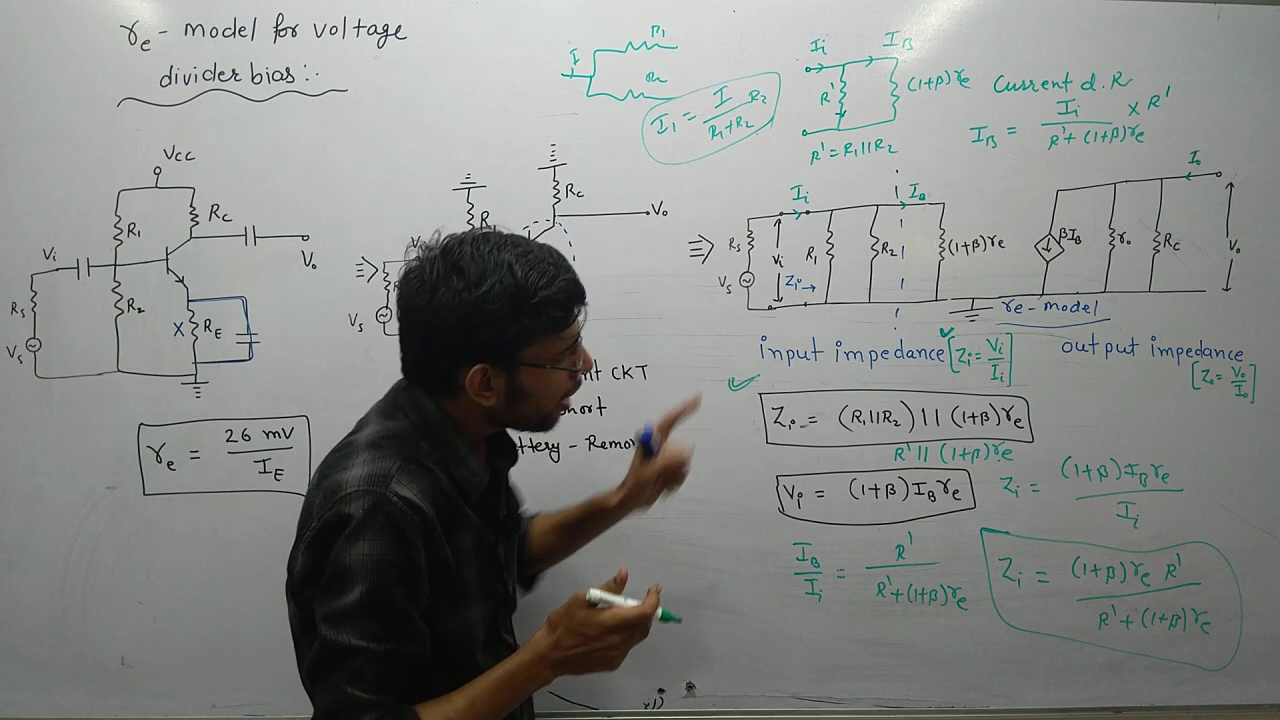 re - model for voltage
divider bias :-
Vcc
R1
RC
Vi
Vo
R2
RS
VS
X RE
re = 26 mV / IE
RC
Vo
VS
CKT
Battery - Remo
I
R1
I1 = I / R1+R2 R2
Ii
IB
R'
(1+β)re
R' = R1||R2
Current d. R
IB = Ii / R'+(1+β)re × R'
Ii
IB
Io
RS
Vi
R1
R2
(1+β)re
βIB
ro
RC
Vo
VS
Zi →
re-model
input impedance [Zi = Vi / Ii]
output impedance
[Zo = Vo / Io]
Zi = (R1||R2) || (1+β)re
R' || (1+β)re
Vi = (1+β)IB re
Zi = (1+β)IB re / Ii
IB / Ii = R' / R'+(1+β)re
Zi = (1+β)re R' / R'+(1+β)re